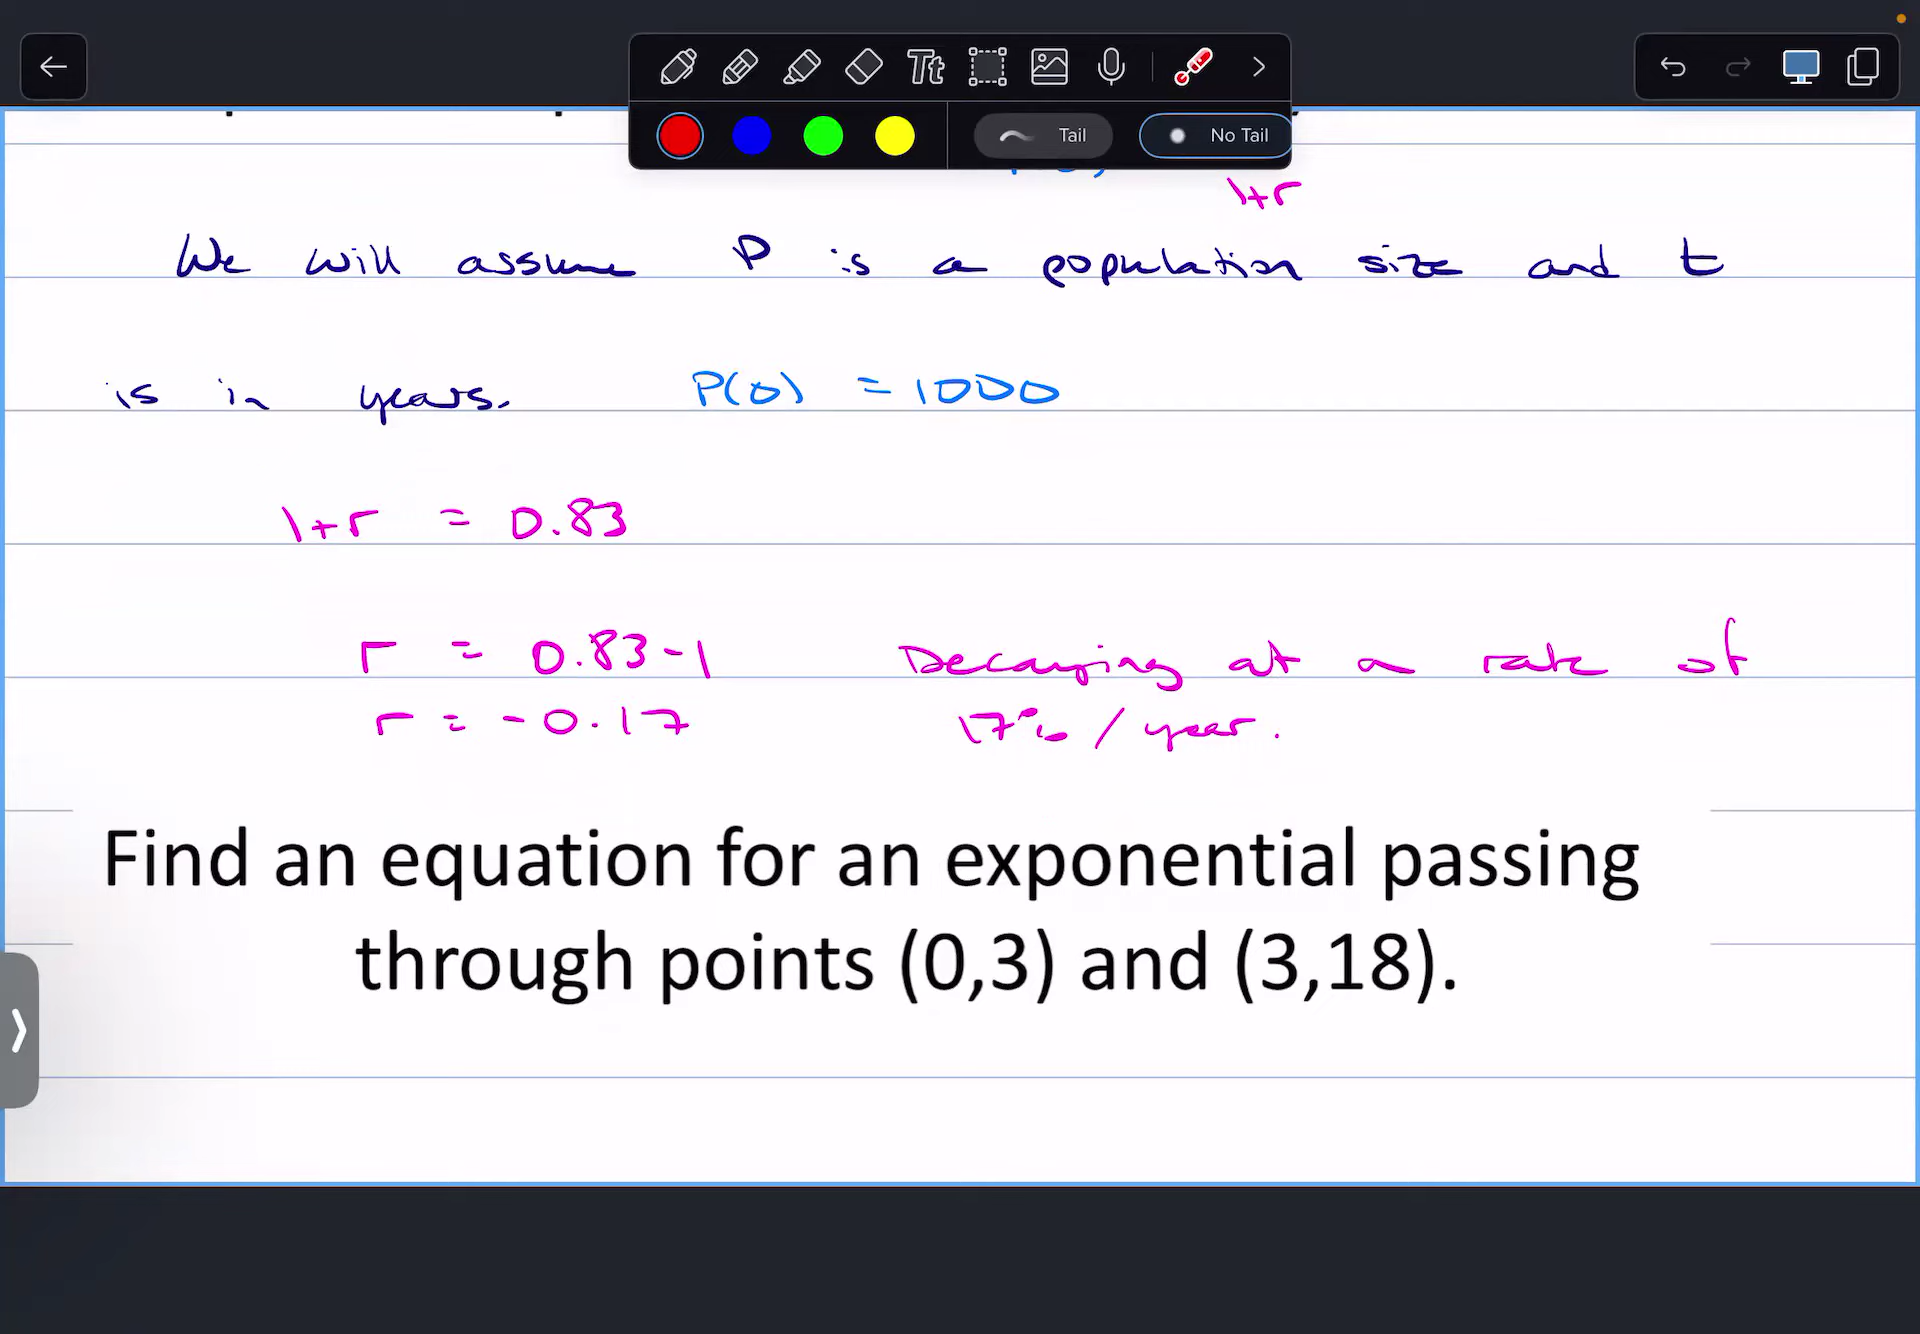 Tt
Tail
No Tail
1+r
We will assume P is a population size and t
is in years. P(0) = 1000
1+r = 0.83
r = 0.83-1 Decaying at a rate of
r = -0.17 17% / year.
Find an equation for an exponential passing
through points (0,3) and (3,18).